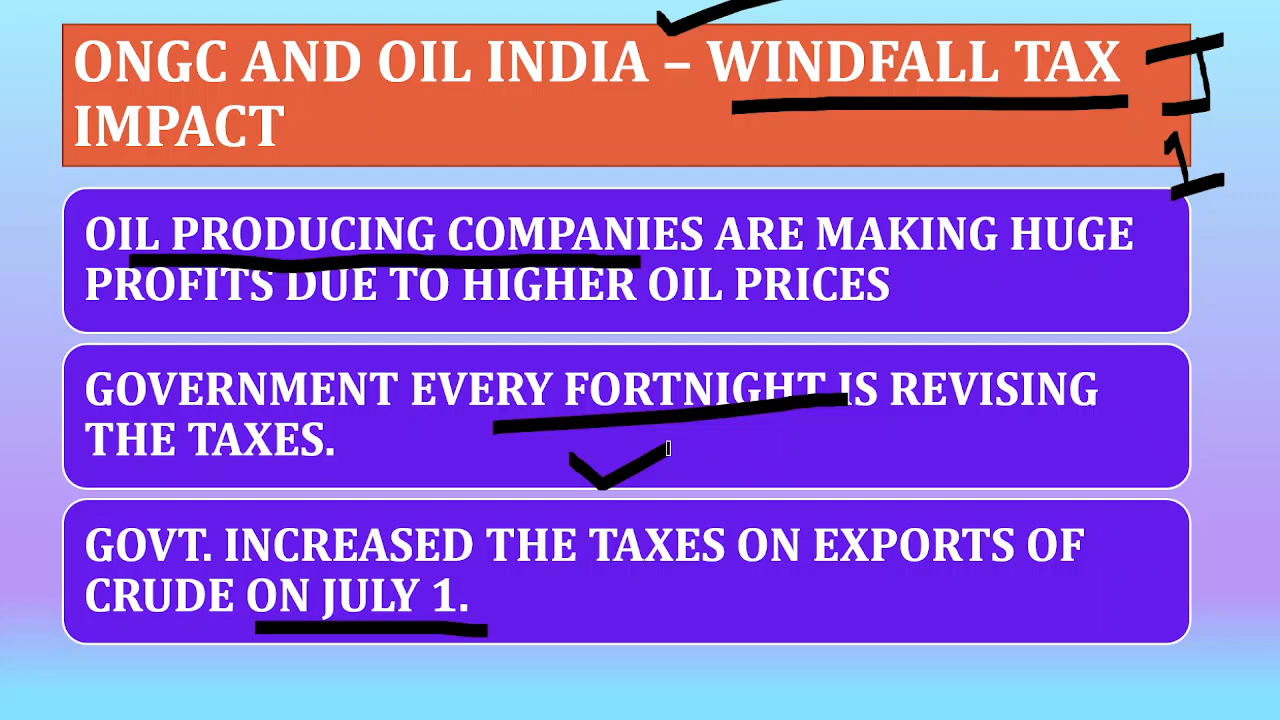 ONGC AND OIL INDIA – WINDFALL TAX
IMPACT
OIL PRODUCING COMPANIES ARE MAKING HUGE
PROFITS DUE TO HIGHER OIL PRICES
GOVERNMENT EVERY FORTNIGHT IS REVISING
THE TAXES.
GOVT. INCREASED THE TAXES ON EXPORTS OF
CRUDE ON JULY 1.